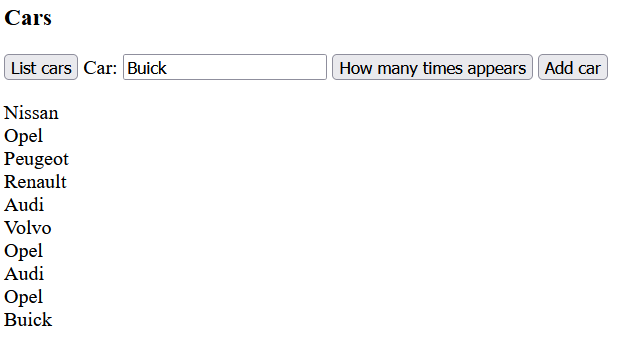 Cars
List cars Car: Buick How many times appears Add car
Nissan
Opel
Peugeot
Renault
Audi
Volvo
Opel
Audi
Opel
Buick